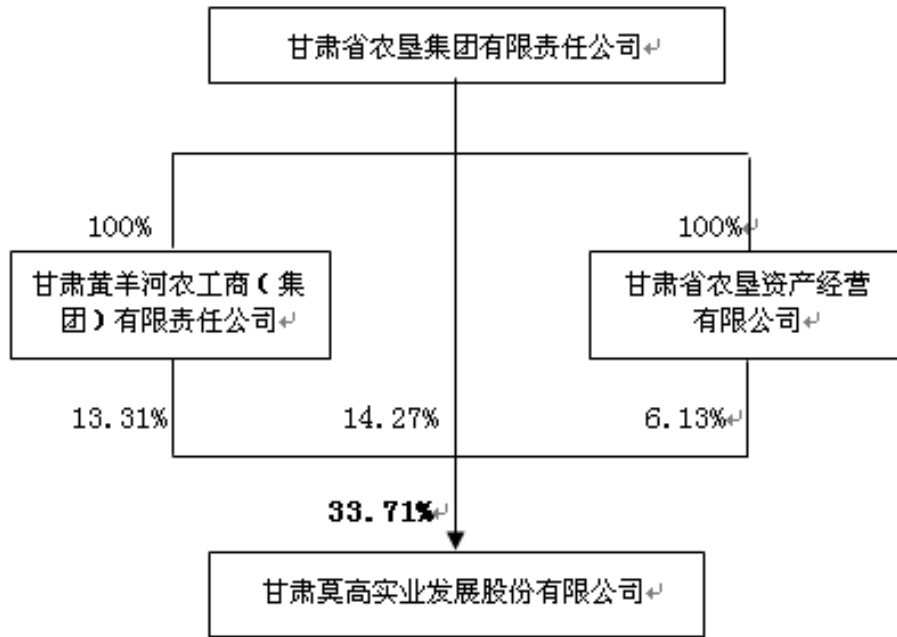 甘肃省农垦集团有限责任公司↵
100%
100%↵
甘肃黄羊河农工商（集
团）有限责任公司↵
甘肃省农垦资产经营
有限公司↵
13.31%
14.27%
6.13%↵
33.71%↵
甘肃莫高实业发展股份有限公司↵